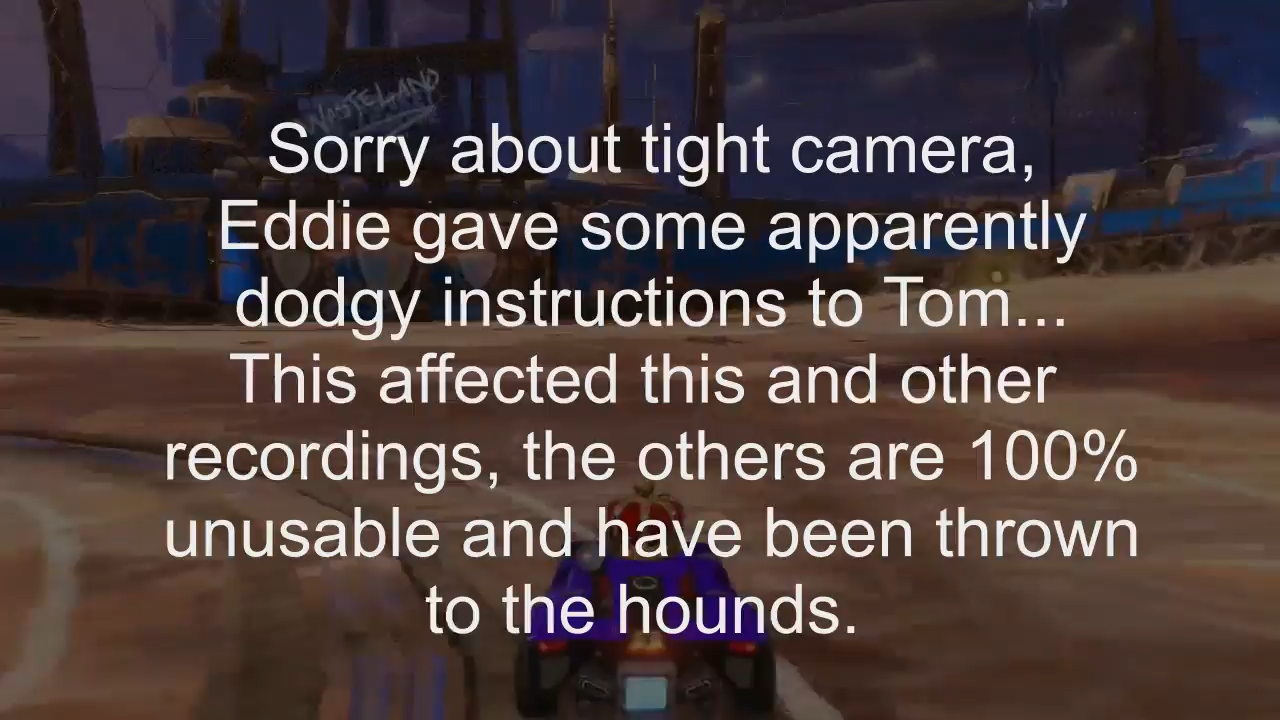 WASTELAND
Sorry about tight camera,
Eddie gave some apparently
dodgy instructions to Tom...
This affected this and other
recordings, the others are 100%
unusable and have been thrown
to the hounds.